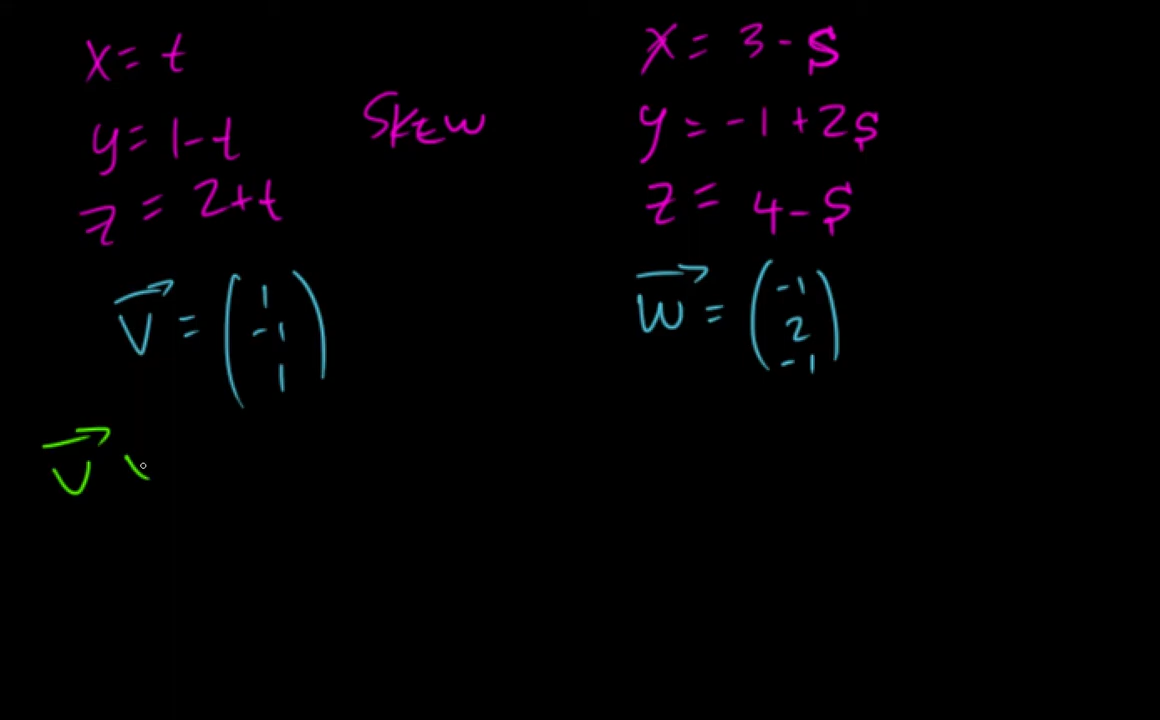 x = t
y = 1 - t
z = 2 + t
Skew
x = 3 - s
y = -1 + 2s
z = 4 - s
v = ( 1 -1 1 )
w = ( -1 2 -1 )
v